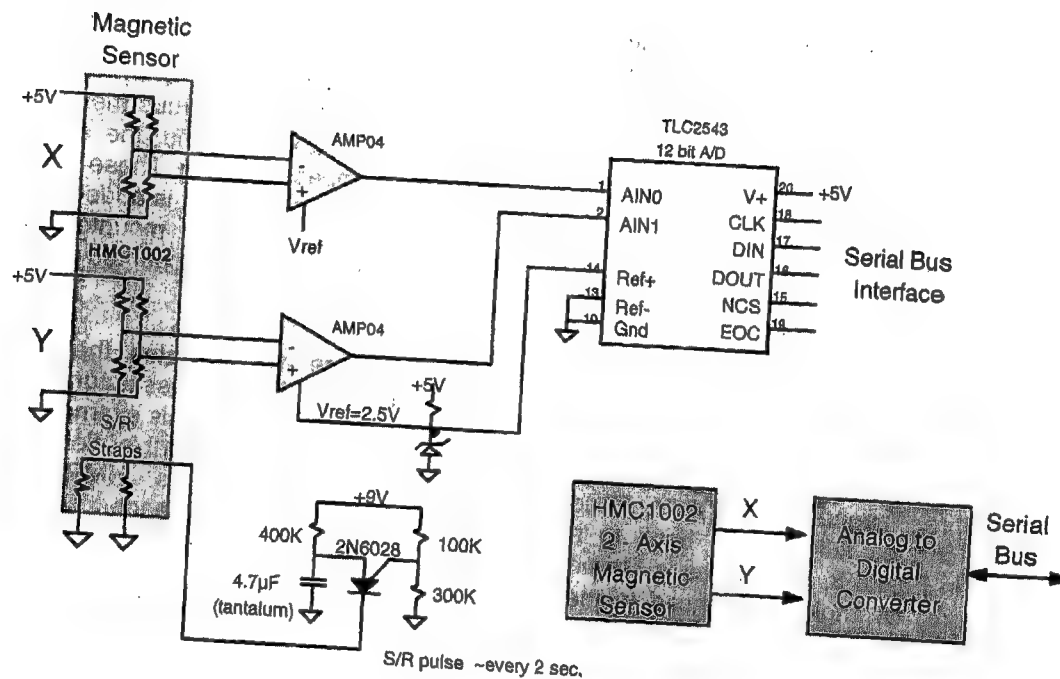 Magnetic
Sensor
+5V
X
AMP04
-
+
Vref
HMC1002
+5V
Y
AMP04
-
+
Vref=2.5V
+5V
S/R
Straps
TLC2543
12 bit A/D
1 AIN0
2 AIN1
14 Ref+
13 Ref-
10 Gnd
V+ 20 +5V
CLK 18
DIN 17
DOUT 16
NCS 15
EOC 19
Serial Bus
Interface
+9V
400K
2N6028
100K
4.7µF
(tantalum)
300K
S/R pulse ~every 2 sec.
HMC1002
2 - Axis
Magnetic
Sensor
X
Y
Analog to
Digital
Converter
Serial
Bus